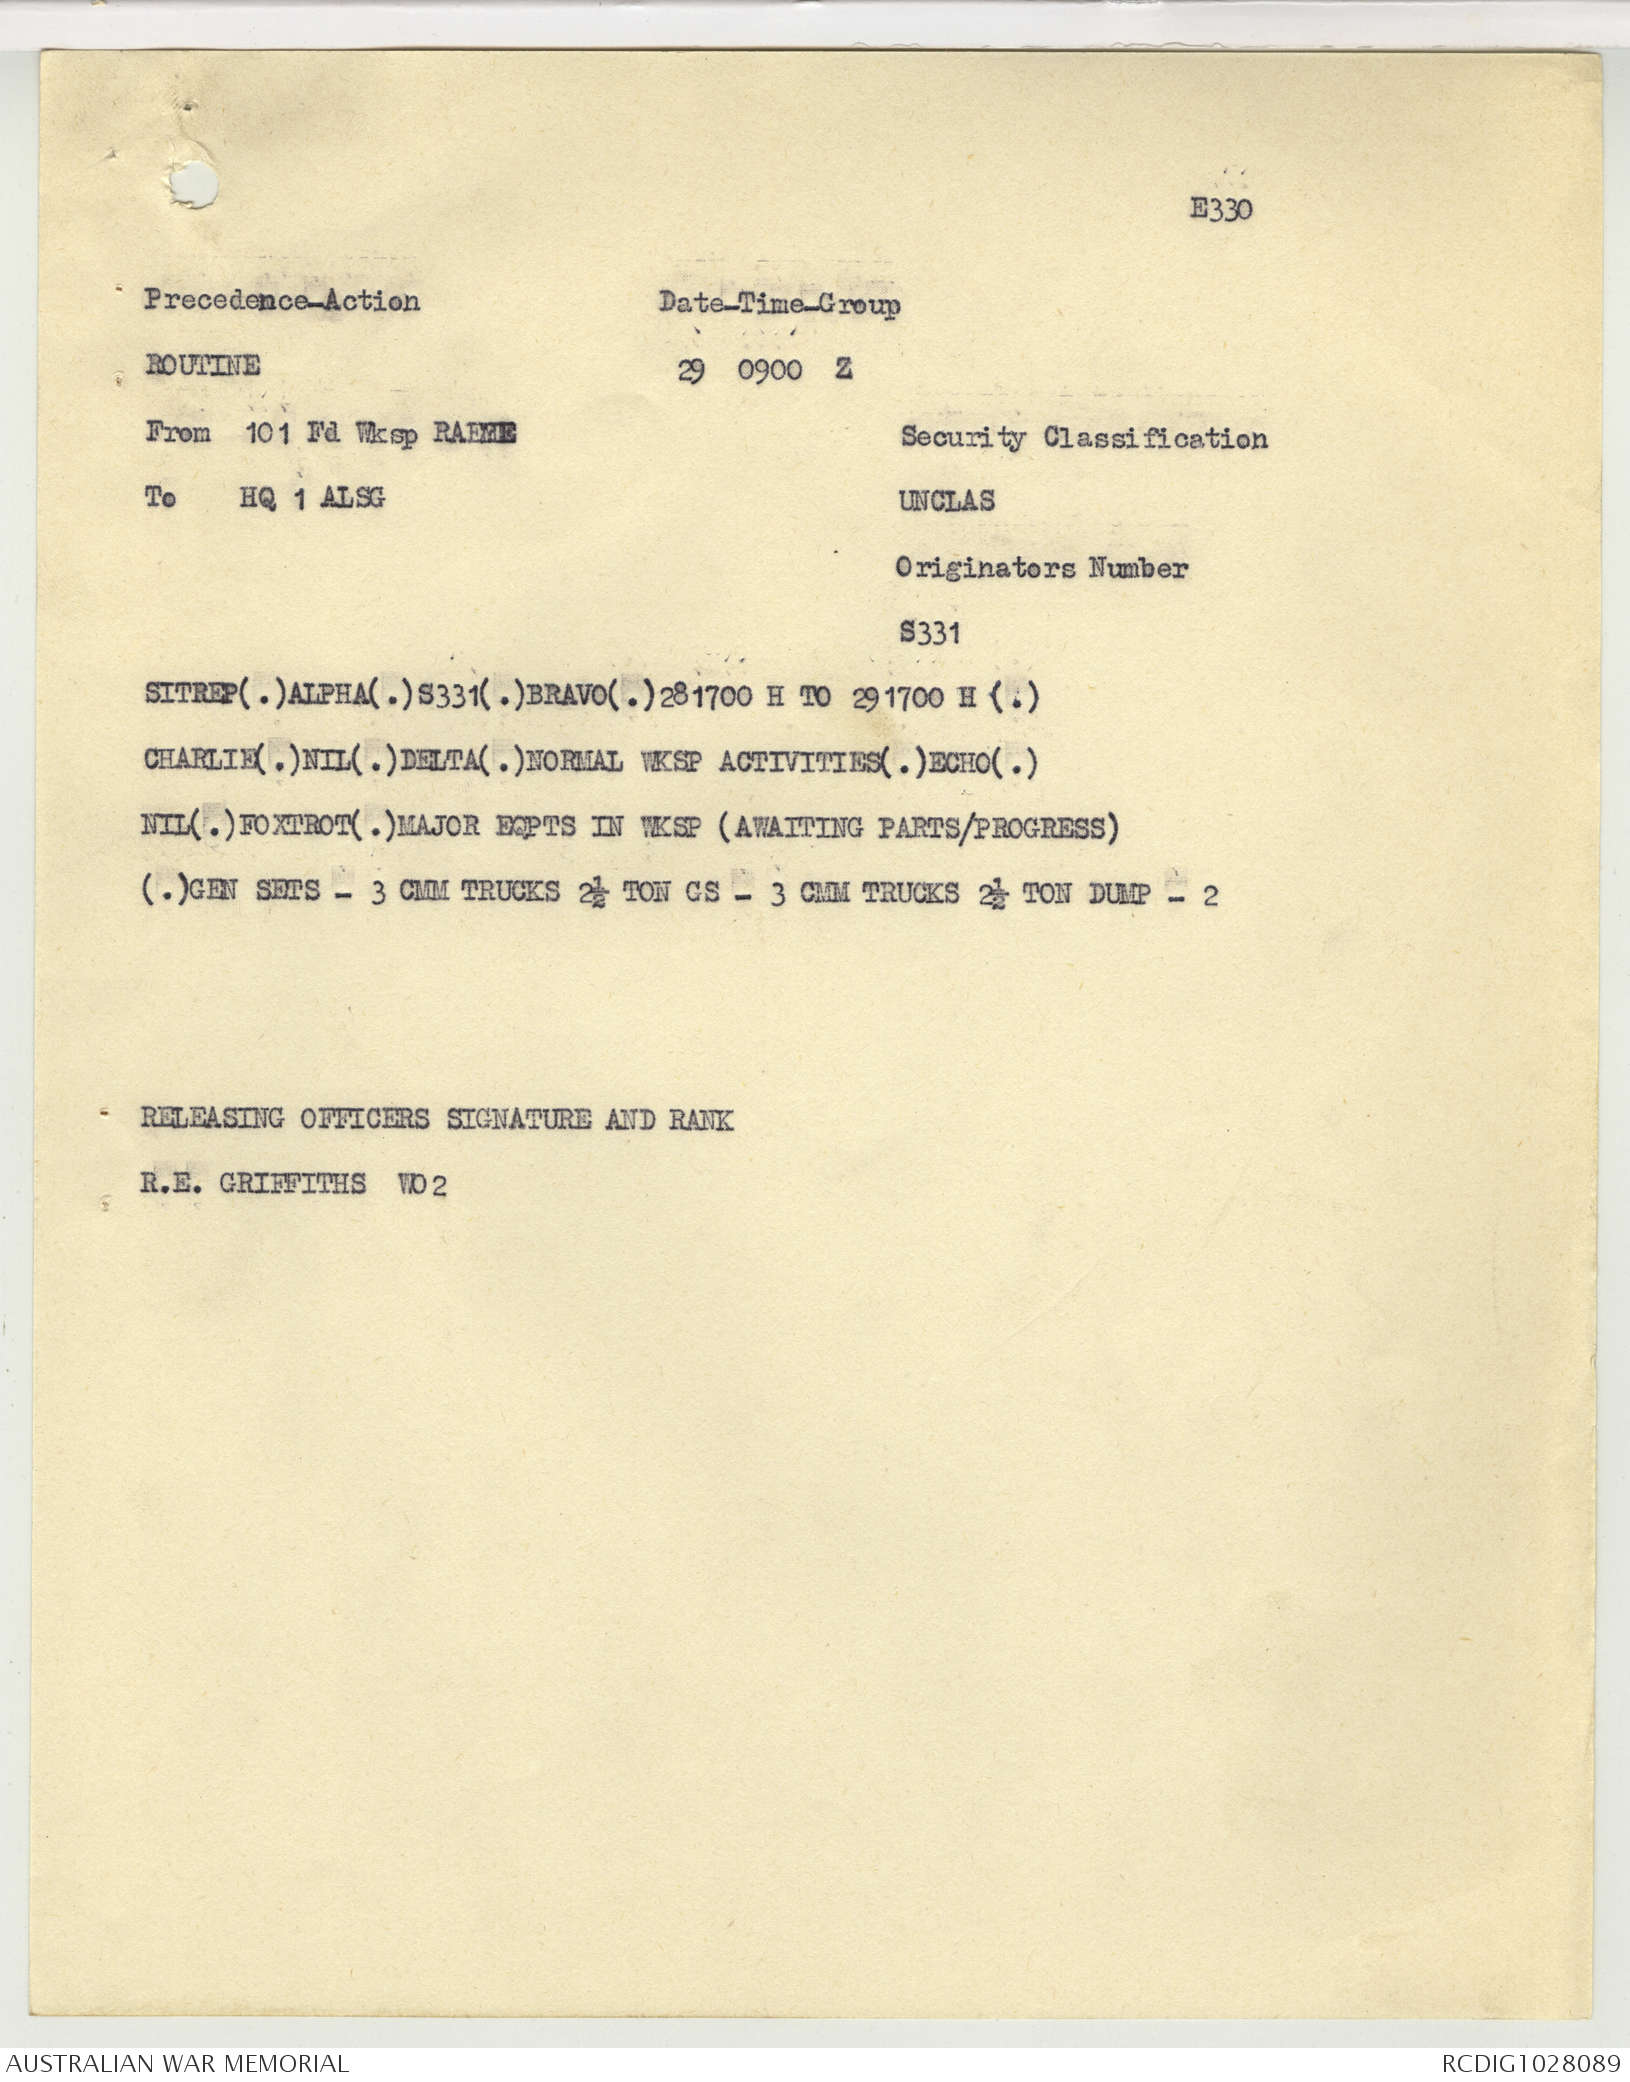 E330
Precedence-Action Date-Time-Group
ROUTINE 29 0900 Z
From 101 Fd Wksp RAEME
Security Classification
To HQ 1 ALSG
UNCLAS
Originators Number
S331
SITREP(.)ALPHA(.)S331(.)BRAVO(.)281700 H TO 291700 H (.)
CHARLIE(.)NIL(.)DELTA(.)NORMAL WKSP ACTIVITIES(.)ECHO(.)
NIL(.)FOXTROT(.)MAJOR EQPTS IN WKSP (AWAITING PARTS/PROGRESS)
(.)GEN SETS - 3 CMM TRUCKS 2½ TON GS - 3 CMM TRUCKS 2½ TON DUMP - 2
RELEASING OFFICERS SIGNATURE AND RANK
R.E. GRIFFITHS WO2
AUSTRALIAN WAR MEMORIAL RCDIG1028089